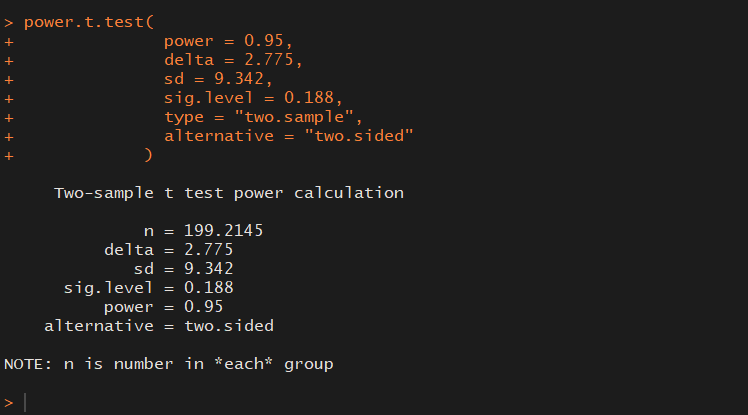 > power.t.test(
+ power = 0.95,
+ delta = 2.775,
+ sd = 9.342,
+ sig.level = 0.188,
+ type = "two.sample",
+ alternative = "two.sided"
+ )
Two-sample t test power calculation
n = 199.2145
delta = 2.775
sd = 9.342
sig.level = 0.188
power = 0.95
alternative = two.sided
NOTE: n is number in *each* group
>